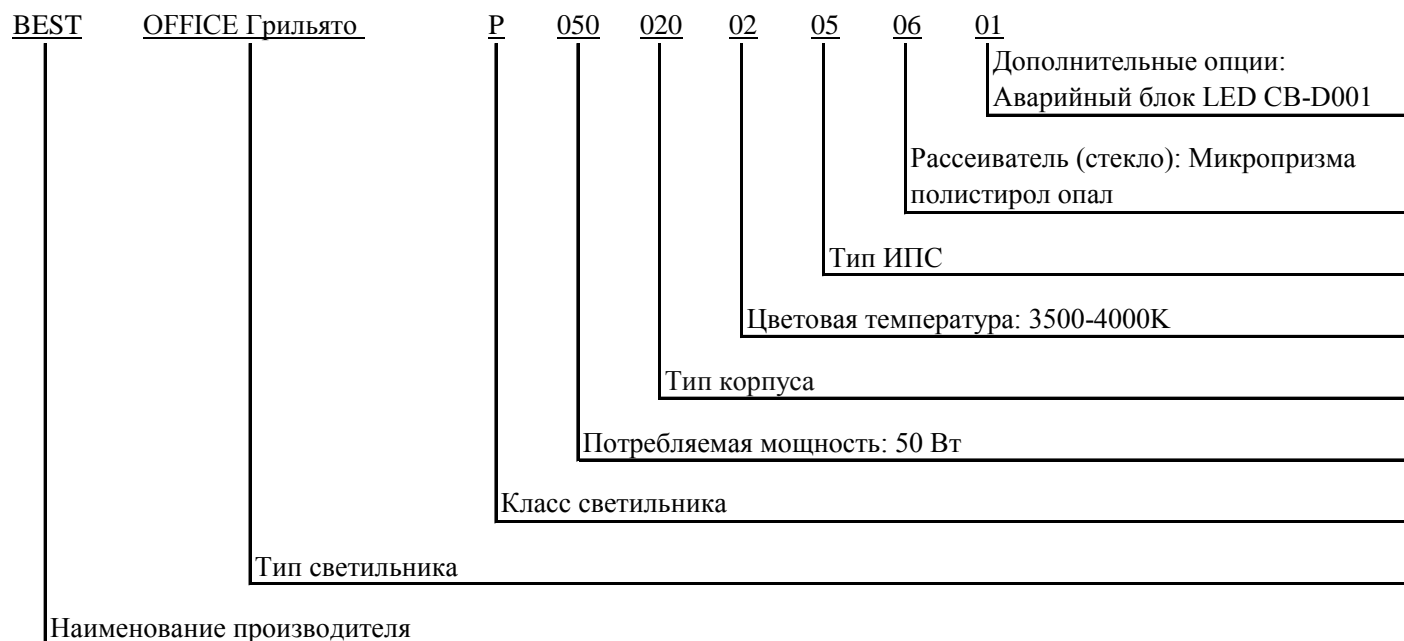 BEST OFFICE Грильято P 050 020 02 05 06 01
Дополнительные опции:
Аварийный блок LED CB-D001
Рассеиватель (стекло): Микропризма
полистирол опал
Тип ИПС
Цветовая температура: 3500-4000K
Тип корпуса
Потребляемая мощность: 50 Вт
Класс светильника
Тип светильника
Наименование производителя